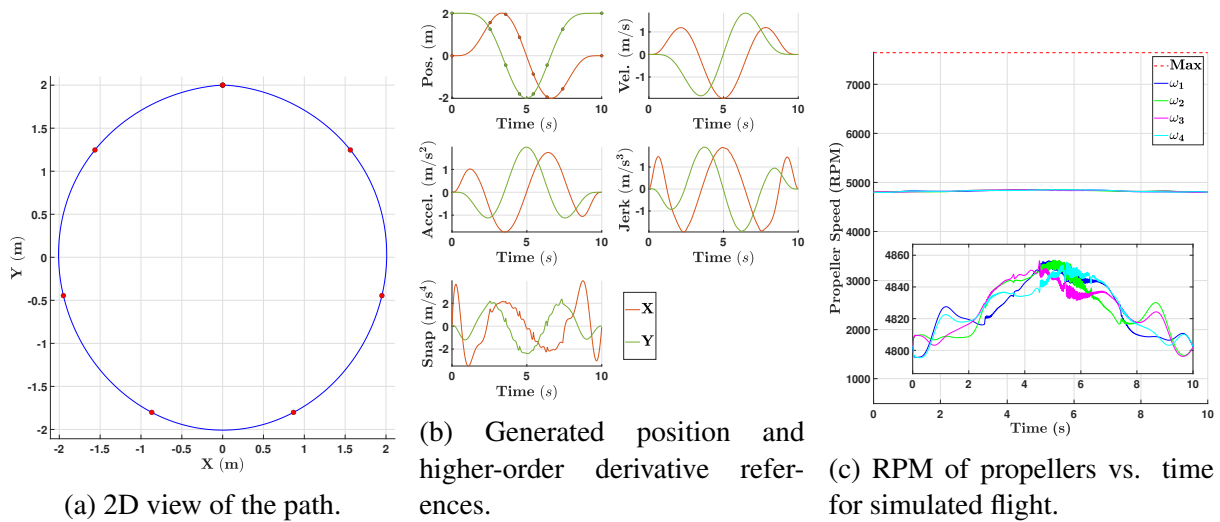 2
1.5
1
0.5
0
-0.5
-1
-1.5
-2
-2 -1.5 -1 -0.5 0 0.5 1 1.5 2
Y (m)
X (m)
(a) 2D view of the path.
2
0
-2
0 5 10
Pos. (m)
Time (s)
1
0
-1
0 5 10
Vel. (m/s)
Time (s)
1
0
-1
0 5 10
Accel. (m/s²)
Time (s)
1
0
-1
0 5 10
Jerk (m/s³)
Time (s)
2
0
-2
0 5 10
Snap (m/s⁴)
Time (s)
X
Y
(b) Generated position and
higher-order derivative refer-
ences.
7000
6000
5000
4000
3000
2000
1000
0 2 4 6 8 10
Propeller Speed (RPM)
Time (s)
Max
ω₁
ω₂
ω₃
ω₄
4860
4840
4820
4800
0 2 4 6 8 10
(c) RPM of propellers vs. time
for simulated flight.